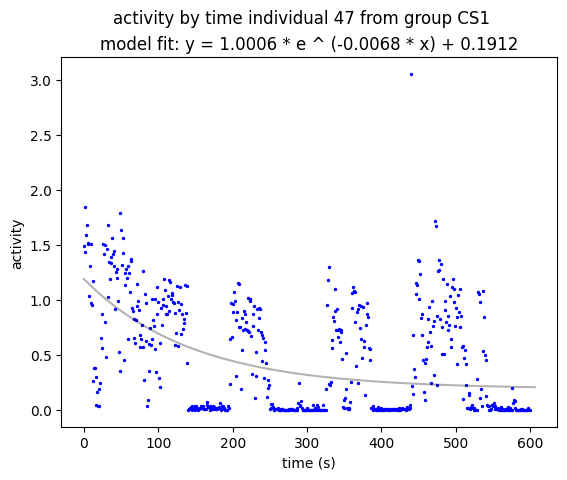 activity by time individual 47 from group CS1
model fit: y = 1.0006 * e ^ (-0.0068 * x) + 0.1912
3.0
2.5
2.0
1.5
1.0
0.5
0.0
activity
0 100 200 300 400 500 600
time (s)